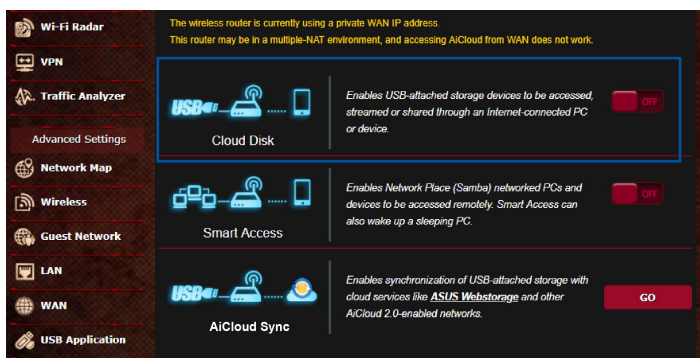 Wi-Fi Radar
VPN
Traffic Analyzer
Advanced Settings
Network Map
Wireless
Guest Network
LAN
WAN
USB Application
The wireless router is currently using a private WAN IP address.
This router may be in a multiple-NAT environment, and accessing AiCloud from WAN does not work.
USB
Cloud Disk
Enables USB-attached storage devices to be accessed,
streamed or shared through an Internet-connected PC
or device.
OFF
Smart Access
Enables Network Place (Samba) networked PCs and
devices to be accessed remotely. Smart Access can
also wake up a sleeping PC.
OFF
USB
AiCloud Sync
Enables synchronization of USB-attached storage with
cloud services like ASUS Webstorage and other
AiCloud 2.0-enabled networks.
GO